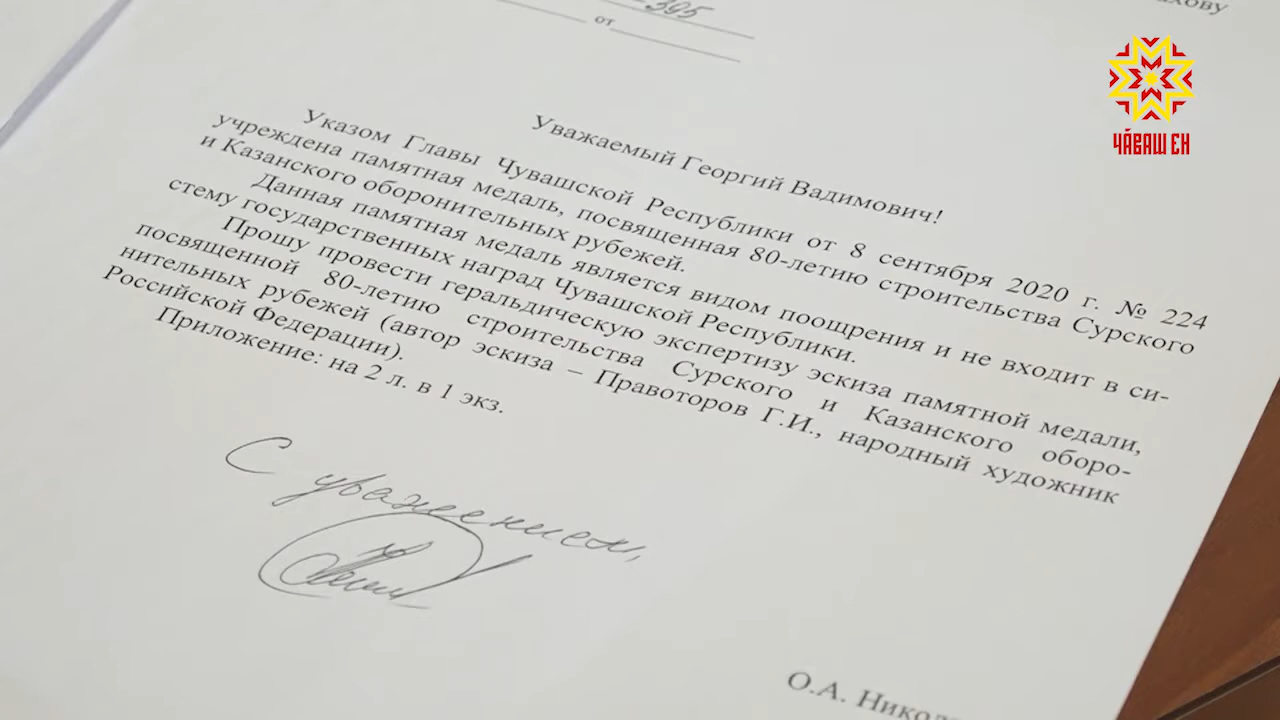 395
от
хову
ЧӐВАШ ЕН
Уважаемый Георгий Вадимович!
Указом Главы Чувашской Республики от 8 сентября 2020 г. № 224
учреждена памятная медаль, посвященная 80-летию строительства Сурского
и Казанского оборонительных рубежей.
Данная памятная медаль является видом поощрения и не входит в си-
стему государственных наград Чувашской Республики.
Прошу провести геральдическую экспертизу эскиза памятной медали,
посвященной 80-летию строительства Сурского и Казанского оборо-
нительных рубежей (автор эскиза – Правоторов Г.И., народный художник
Российской Федерации).
Приложение: на 2 л. в 1 экз.
С уважением,
О.А. Никол